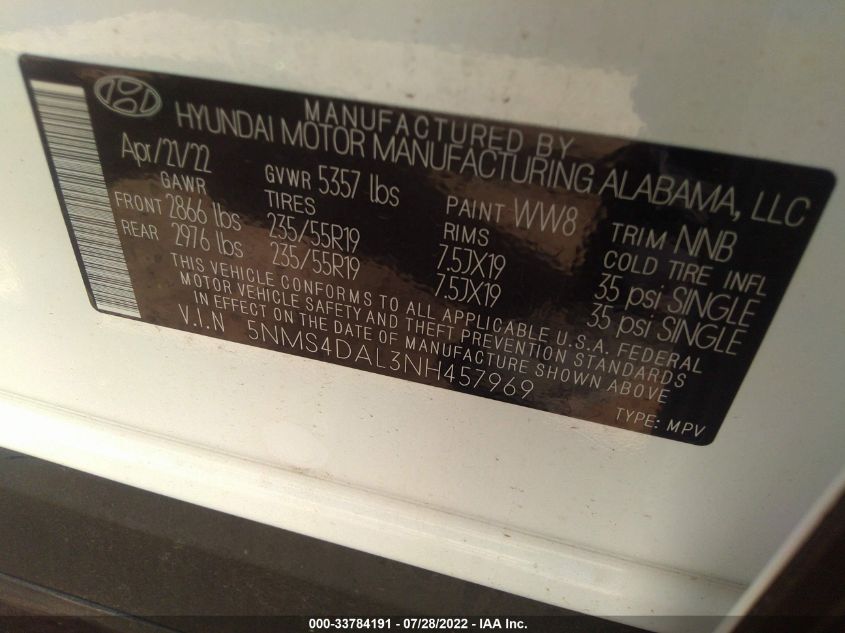 MANUFACTURED BY
HYUNDAI MOTOR MANUFACTURING ALABAMA, LLC
Apr/21/22 GVWR 5357 lbs PAINT WW8 TRIM NNB
GAWR TIRES RIMS COLD TIRE INFL
FRONT 2866 lbs 235/55R19 7.5JX19 35 psi SINGLE
REAR 2976 lbs 235/55R19 7.5JX19 35 psi SINGLE
THIS VEHICLE CONFORMS TO ALL APPLICABLE U.S.A. FEDERAL
MOTOR VEHICLE SAFETY AND THEFT PREVENTION STANDARDS
IN EFFECT ON THE DATE OF MANUFACTURE SHOWN ABOVE
V.I.N 5NMS4DAL3NH457969
TYPE: MPV
000-33784191 - 07/28/2022 - IAA Inc.